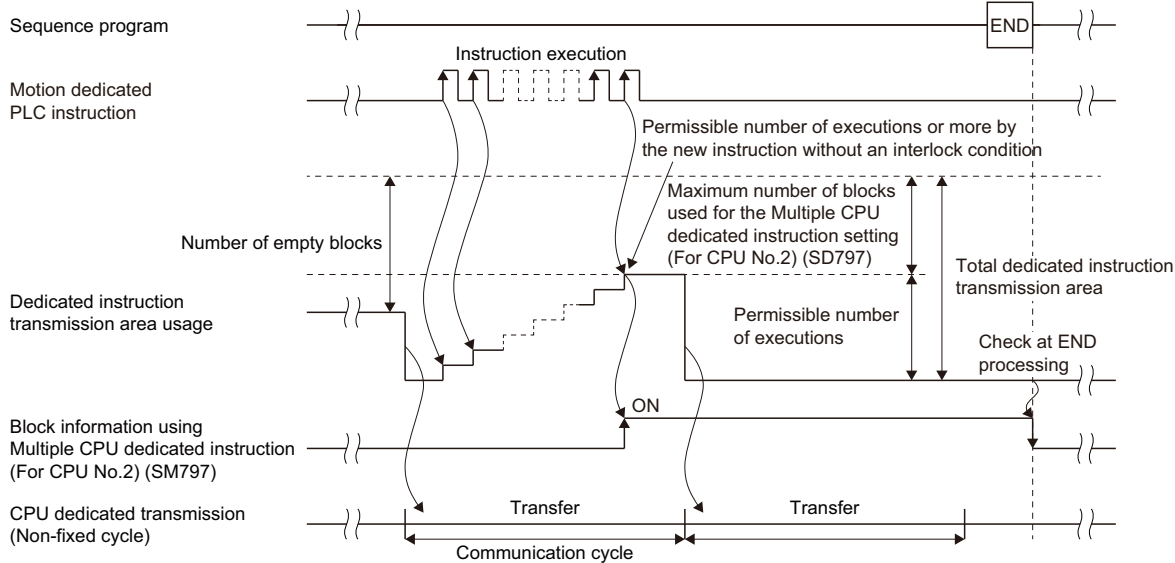 Sequence program
END
Instruction execution
Motion dedicated
PLC instruction
Permissible number of executions or more by
the new instruction without an interlock condition
Maximum number of blocks
used for the Multiple CPU
dedicated instruction setting
(For CPU No.2) (SD797)
Number of empty blocks
Total dedicated instruction
transmission area
Dedicated instruction
transmission area usage
Permissible number
of executions
Check at END
processing
ON
Block information using
Multiple CPU dedicated instruction
(For CPU No.2) (SM797)
CPU dedicated transmission
(Non-fixed cycle)
Transfer
Transfer
Communication cycle